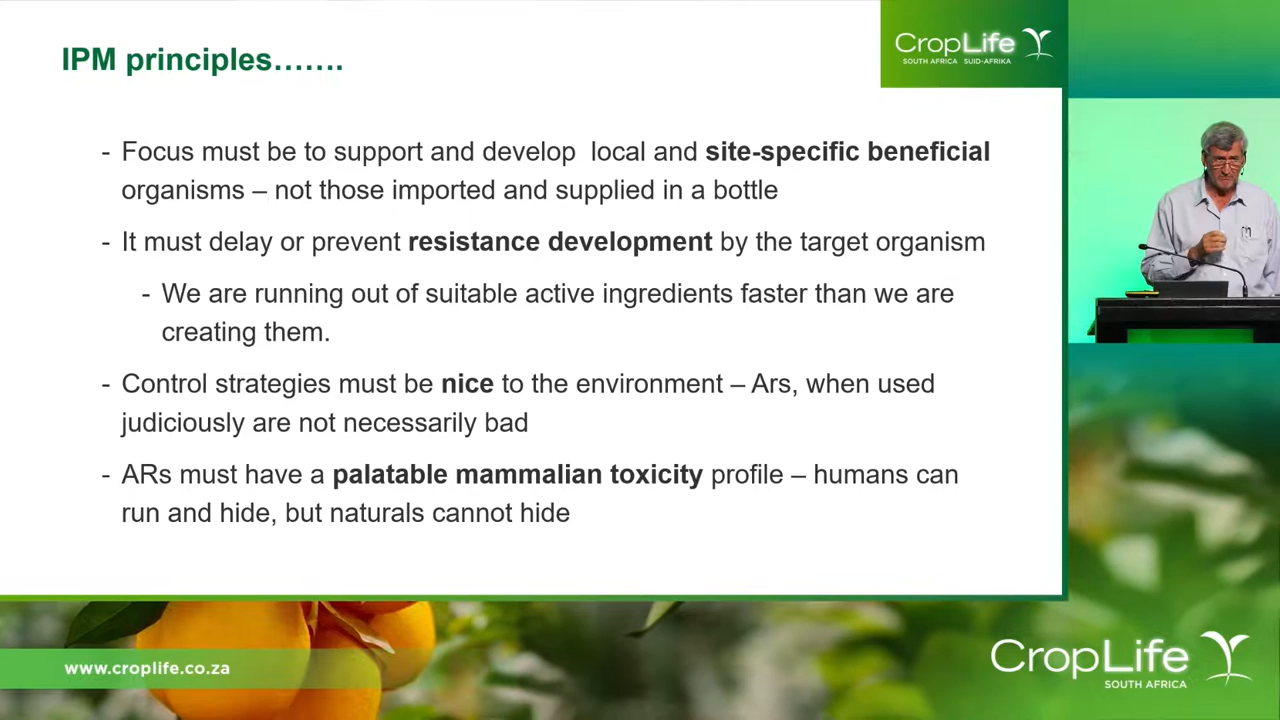 IPM principles.......
CropLife
SOUTH AFRICA SUID-AFRIKA
- Focus must be to support and develop  local and site-specific beneficial
organisms – not those imported and supplied in a bottle
- It must delay or prevent resistance development by the target organism
- We are running out of suitable active ingredients faster than we are
creating them.
- Control strategies must be nice to the environment – Ars, when used
judiciously are not necessarily bad
- ARs must have a palatable mammalian toxicity profile – humans can
run and hide, but naturals cannot hide
www.croplife.co.za
CropLife
SOUTH AFRICA